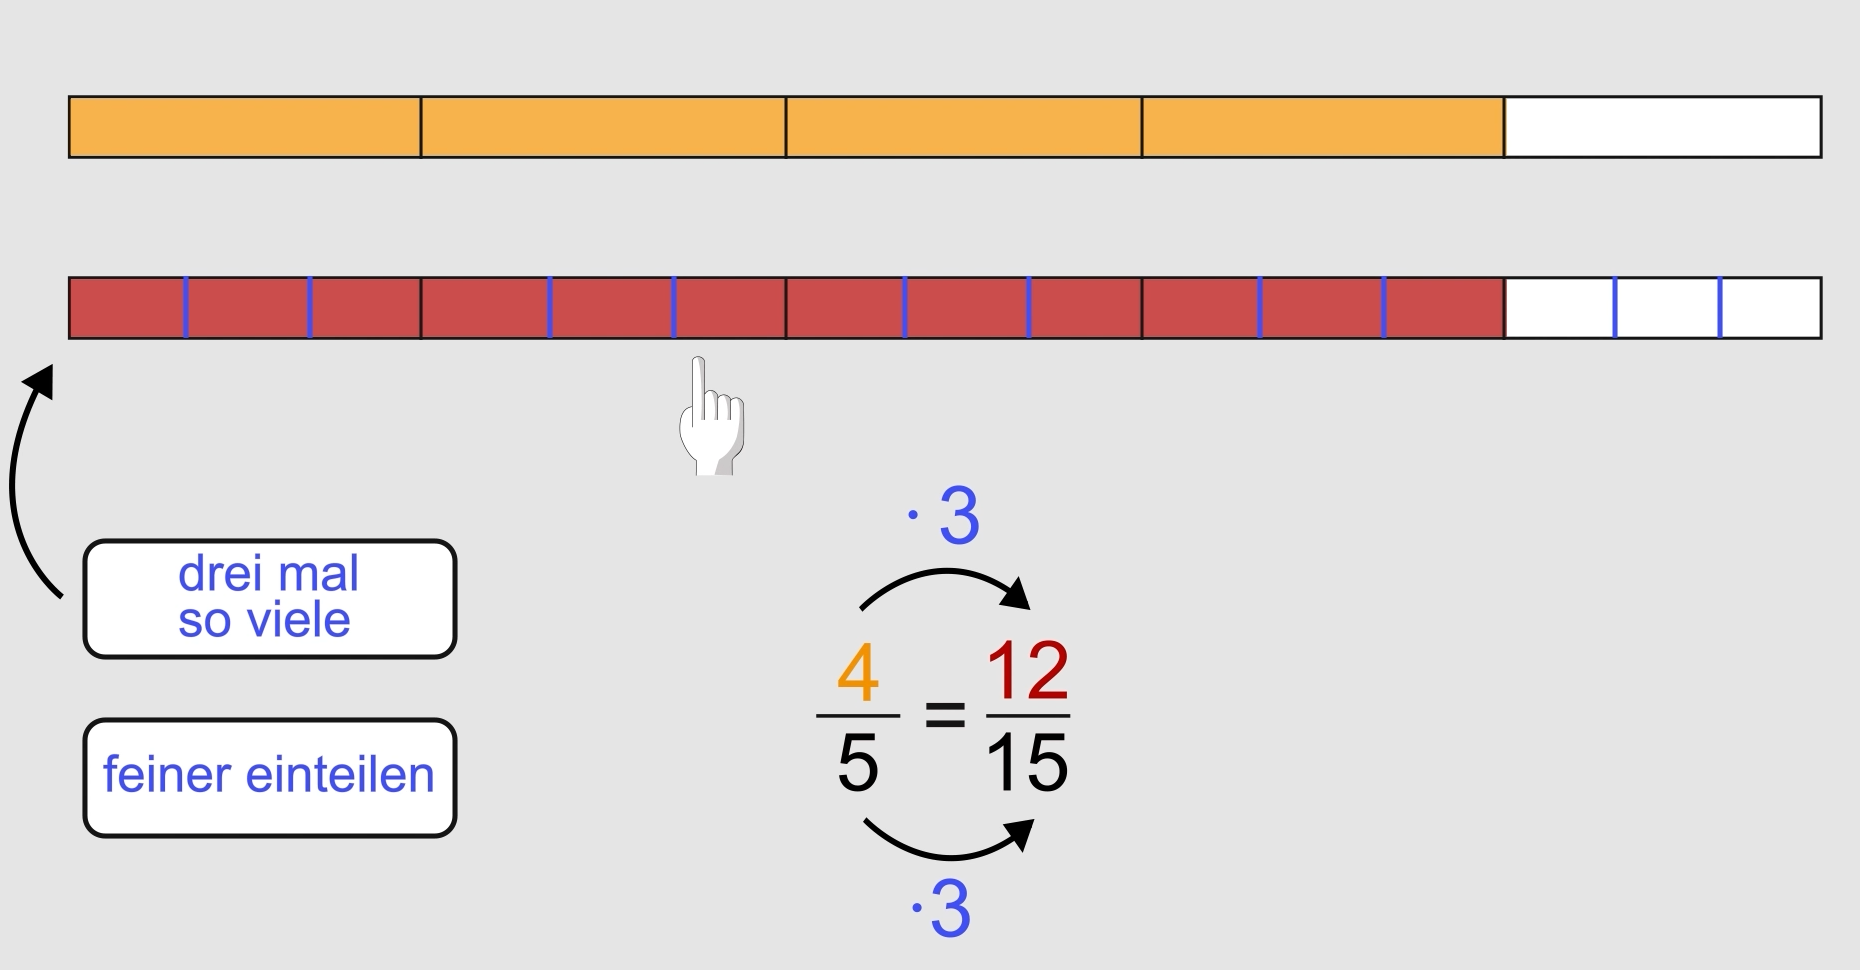 · 3
drei mal
so viele
4/5 = 12/15
feiner einteilen
·3